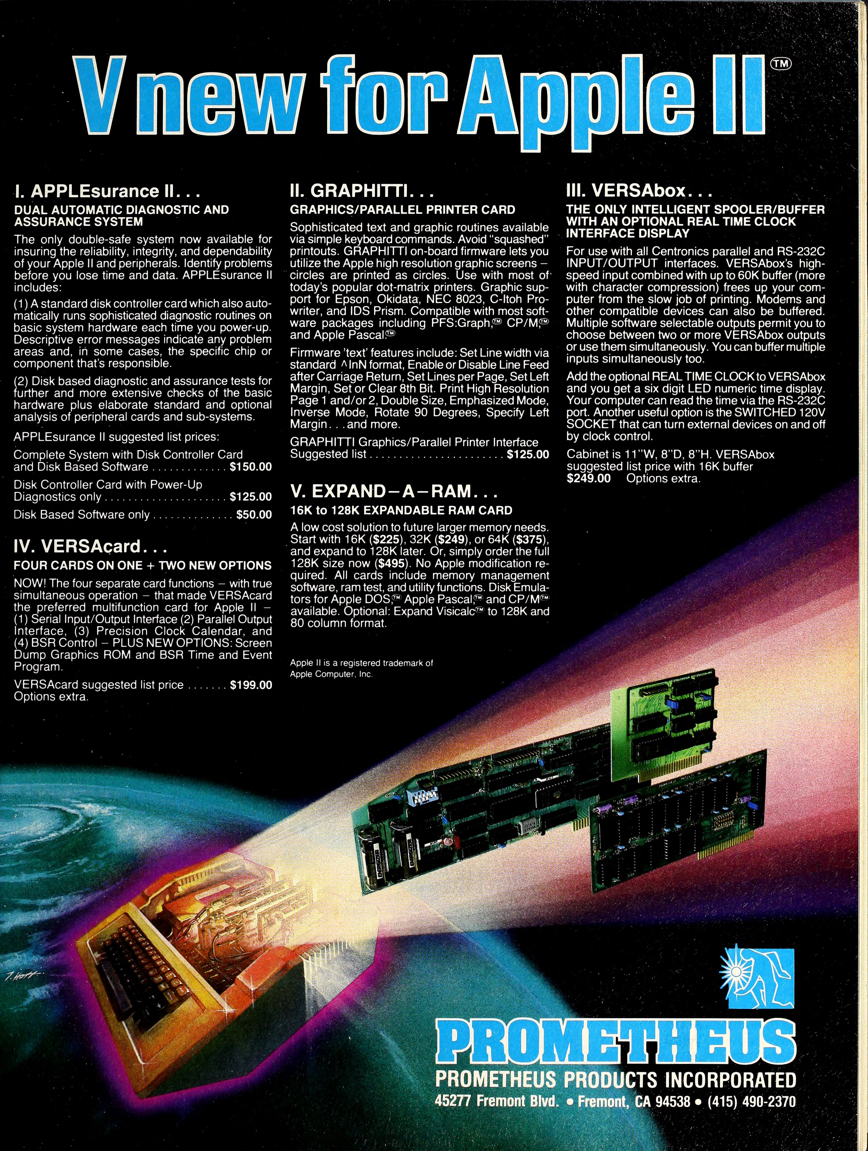 V new for Apple II™
I. APPLEsurance II...
DUAL AUTOMATIC DIAGNOSTIC AND
ASSURANCE SYSTEM
The only double-safe system now available for
insuring the reliability, integrity, and dependability
of your Apple II and peripherals. Identify problems
before you lose time and data. APPLEsurance II
includes:
(1) A standard disk controller card which also auto-
matically runs sophisticated diagnostic routines on
basic system hardware each time you power-up.
Descriptive error messages indicate any problem
areas and, in some cases, the specific chip or
component that's responsible.
(2) Disk based diagnostic and assurance tests for
further and more extensive checks of the basic
hardware plus elaborate standard and optional
analysis of peripheral cards and sub-systems.
APPLEsurance II suggested list prices:
Complete System with Disk Controller Card
and Disk Based Software ............. $150.00
Disk Controller Card with Power-Up
Diagnostics only ..................... $125.00
Disk Based Software only .............. $50.00
IV. VERSAcard...
FOUR CARDS ON ONE + TWO NEW OPTIONS
NOW! The four separate card functions – with true
simultaneous operation – that made VERSAcard
the preferred multifunction card for Apple II –
(1) Serial Input/Output Interface (2) Parallel Output
Interface, (3) Precision Clock Calendar, and
(4) BSR Control – PLUS NEW OPTIONS: Screen
Dump Graphics ROM and BSR Time and Event
Program.
VERSAcard suggested list price ....... $199.00
Options extra.
II. GRAPHITTI...
GRAPHICS/PARALLEL PRINTER CARD
Sophisticated text and graphic routines available
via simple keyboard commands. Avoid "squashed"
printouts. GRAPHITTI on-board firmware lets you
utilize the Apple high resolution graphic screens –
circles are printed as circles. Use with most of
today's popular dot-matrix printers. Graphic sup-
port for Epson, Okidata, NEC 8023, C-Itoh Pro-
writer, and IDS Prism. Compatible with most soft-
ware packages including PFS:Graph,™ CP/M,™
and Apple Pascal.™
Firmware 'text' features include: Set Line width via
standard ^InN format, Enable or Disable Line Feed
after Carriage Return, Set Lines per Page, Set Left
Margin, Set or Clear 8th Bit. Print High Resolution
Page 1 and/or 2, Double Size, Emphasized Mode,
Inverse Mode, Rotate 90 Degrees, Specify Left
Margin...and more.
GRAPHITTI Graphics/Parallel Printer Interface
Suggested list ....................... $125.00
V. EXPAND–A–RAM...
16K to 128K EXPANDABLE RAM CARD
A low cost solution to future larger memory needs.
Start with 16K ($225), 32K ($249), or 64K ($375),
and expand to 128K later. Or, simply order the full
128K size now ($495). No Apple modification re-
quired. All cards include memory management
software, ram test, and utility functions. Disk Emula-
tors for Apple DOS,™ Apple Pascal,™ and CP/M™
available. Optional: Expand Visicalc™ to 128K and
80 column format.
Apple II is a registered trademark of
Apple Computer, Inc.
III. VERSAbox...
THE ONLY INTELLIGENT SPOOLER/BUFFER
WITH AN OPTIONAL REAL TIME CLOCK
INTERFACE DISPLAY
For use with all Centronics parallel and RS-232C
INPUT/OUTPUT interfaces. VERSAbox's high-
speed input combined with up to 60K buffer (more
with character compression) frees up your com-
puter from the slow job of printing. Modems and
other compatible devices can also be buffered.
Multiple software selectable outputs permit you to
choose between two or more VERSAbox outputs
or use them simultaneously. You can buffer multiple
inputs simultaneously too.
Add the optional REAL TIME CLOCK to VERSAbox
and you get a six digit LED numeric time display.
Your computer can read the time via the RS-232C
port. Another useful option is the SWITCHED 120V
SOCKET that can turn external devices on and off
by clock control.
Cabinet is 11"W, 8"D, 8"H. VERSAbox
suggested list price with 16K buffer
$249.00 Options extra.
T. HOFF
PROMETHEUS
PROMETHEUS PRODUCTS INCORPORATED
45277 Fremont Blvd. • Fremont, CA 94538 • (415) 490-2370